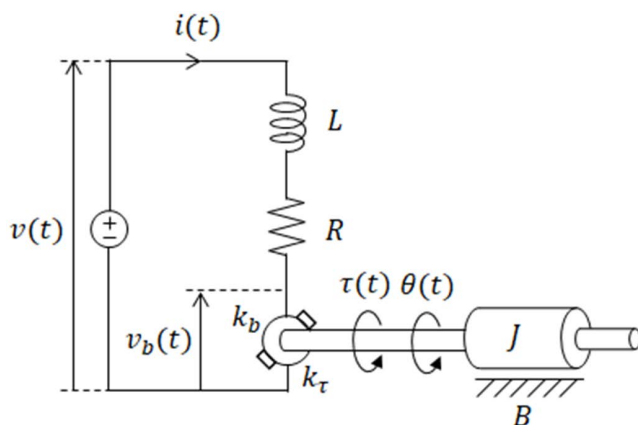 i(t)
L
v(t)
R
τ(t) θ(t)
k_b
v_b(t)
J
k_τ
B